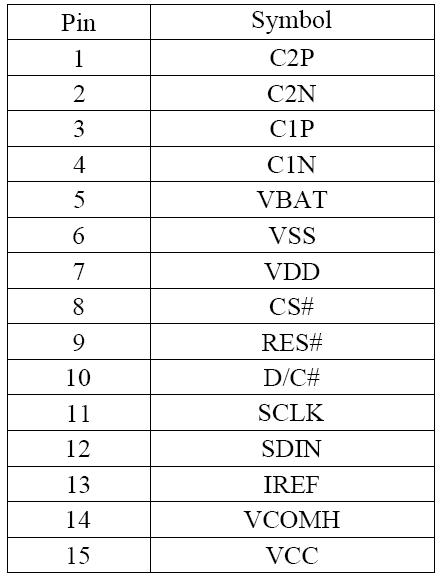 Pin Symbol
1 C2P
2 C2N
3 C1P
4 C1N
5 VBAT
6 VSS
7 VDD
8 CS#
9 RES#
10 D/C#
11 SCLK
12 SDIN
13 IREF
14 VCOMH
15 VCC